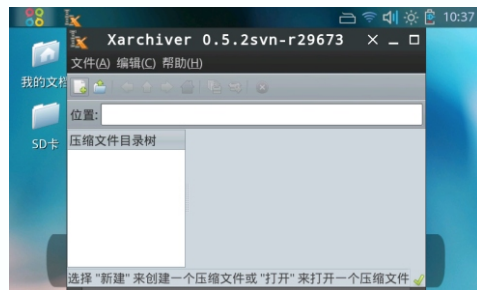 10:37
Xarchiver 0.5.2svn-r29673
文件(A) 编辑(C) 帮助(H)
我的文档
位置:
压缩文件目录树
SD卡
选择 "新建" 来创建一个压缩文件或 "打开" 来打开一个压缩文件